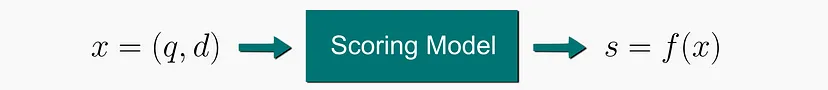 x = (q, d) Scoring Model s = f(x)